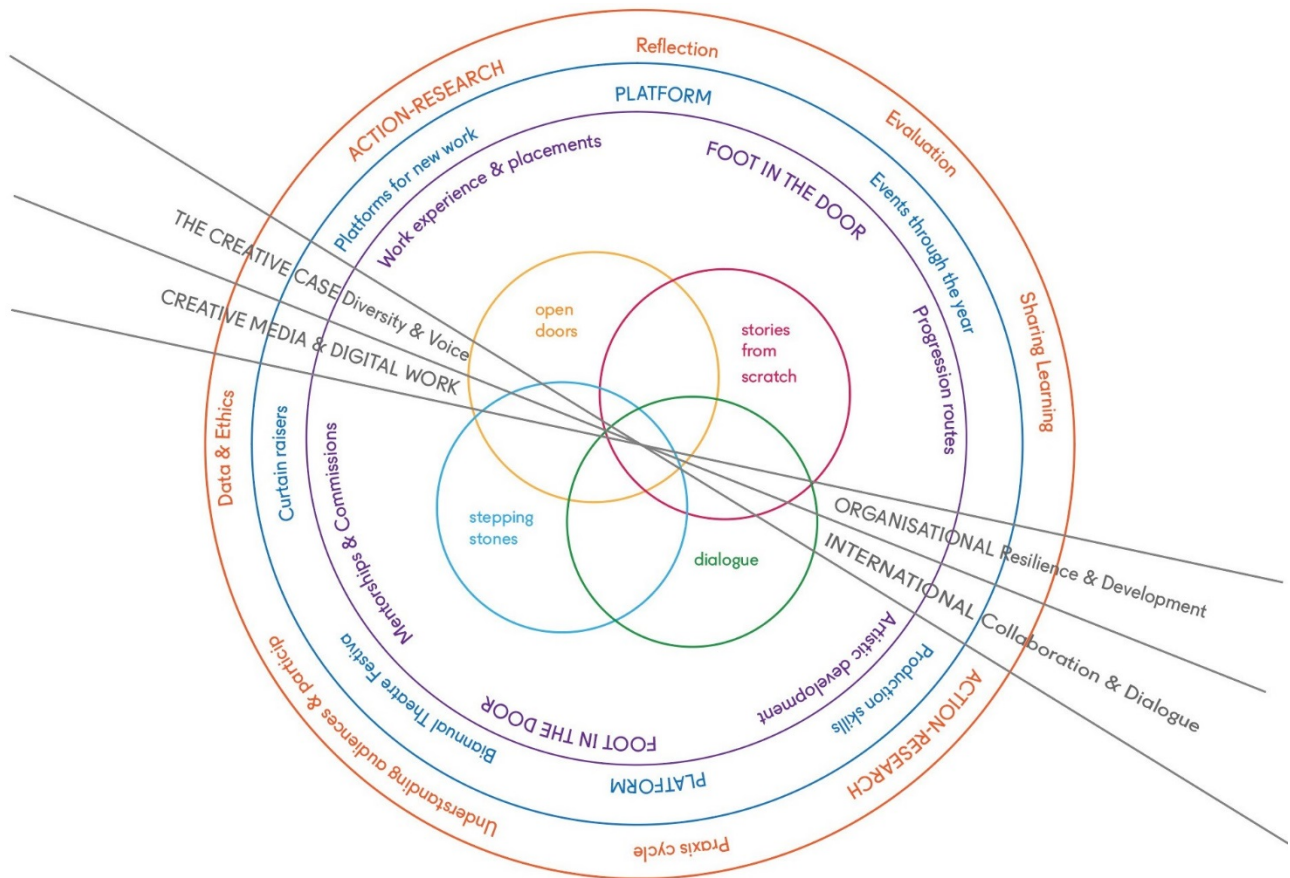 Reflection
ACTION-RESEARCH
Evaluation
Sharing Learning
Data & Ethics
Understanding audiences & particip
Praxis cycle
ACTION-RESEARCH
PLATFORM
Platforms for new work
Events through the year
Curtain raisers
Biannual Theatre Festiva
PLATFORM
Production skills
Work experience & placements
FOOT IN THE DOOR
Progression routes
Mentorships & Commissions
FOOT IN THE DOOR
Artistic development
THE CREATIVE CASE Diversity & Voice
CREATIVE MEDIA & DIGITAL WORK
ORGANISATIONAL Resilience & Development
INTERNATIONAL Collaboration & Dialogue
open
doors
stories
from
scratch
stepping
stones
dialogue